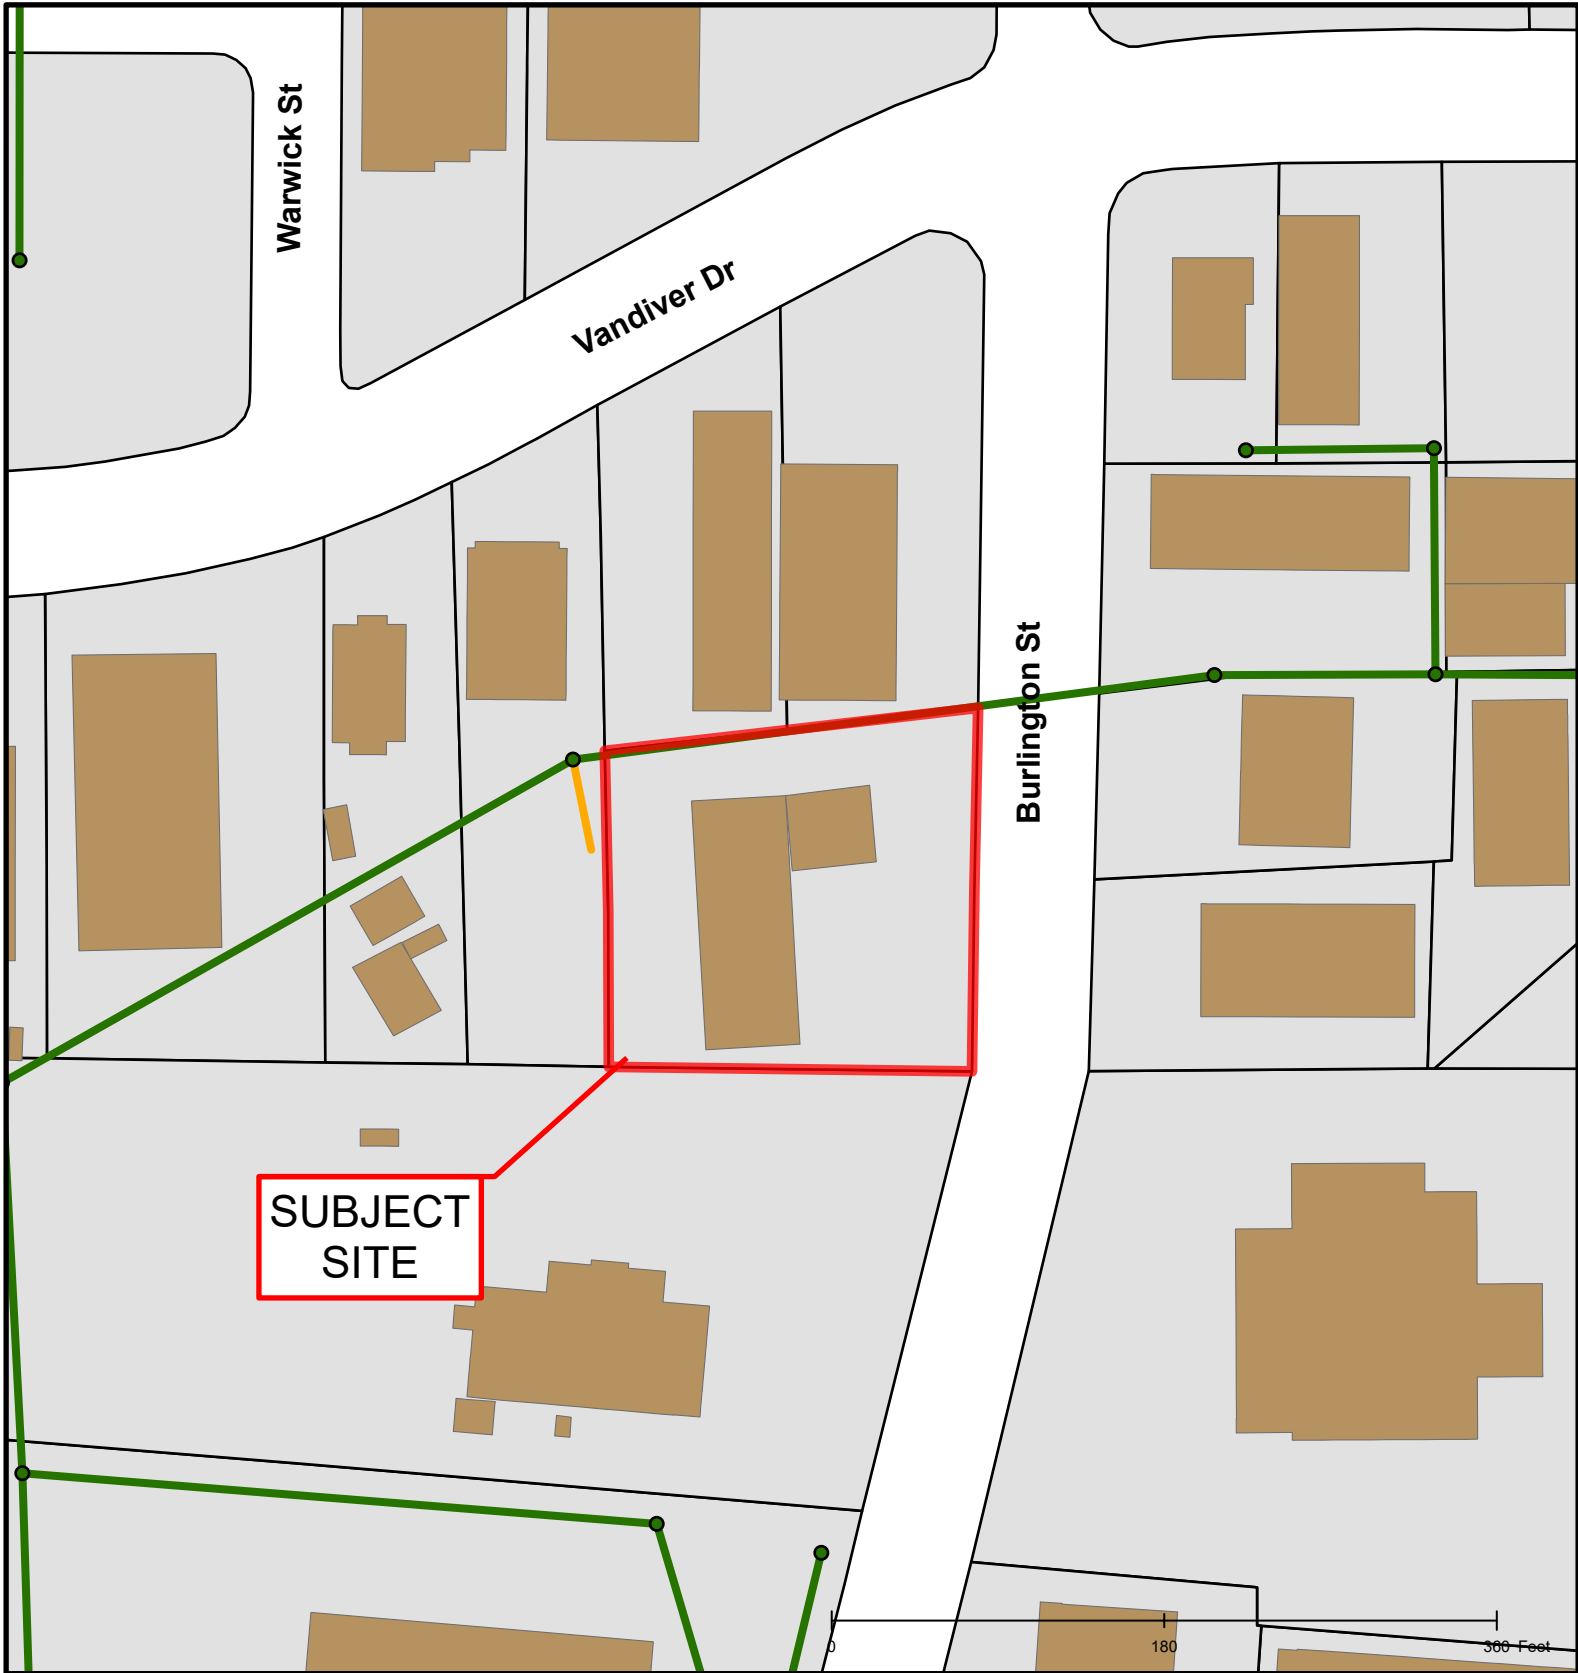 Warwick St
Vandiver Dr
Burlington St
SUBJECT
SITE
0 180 360 Feet